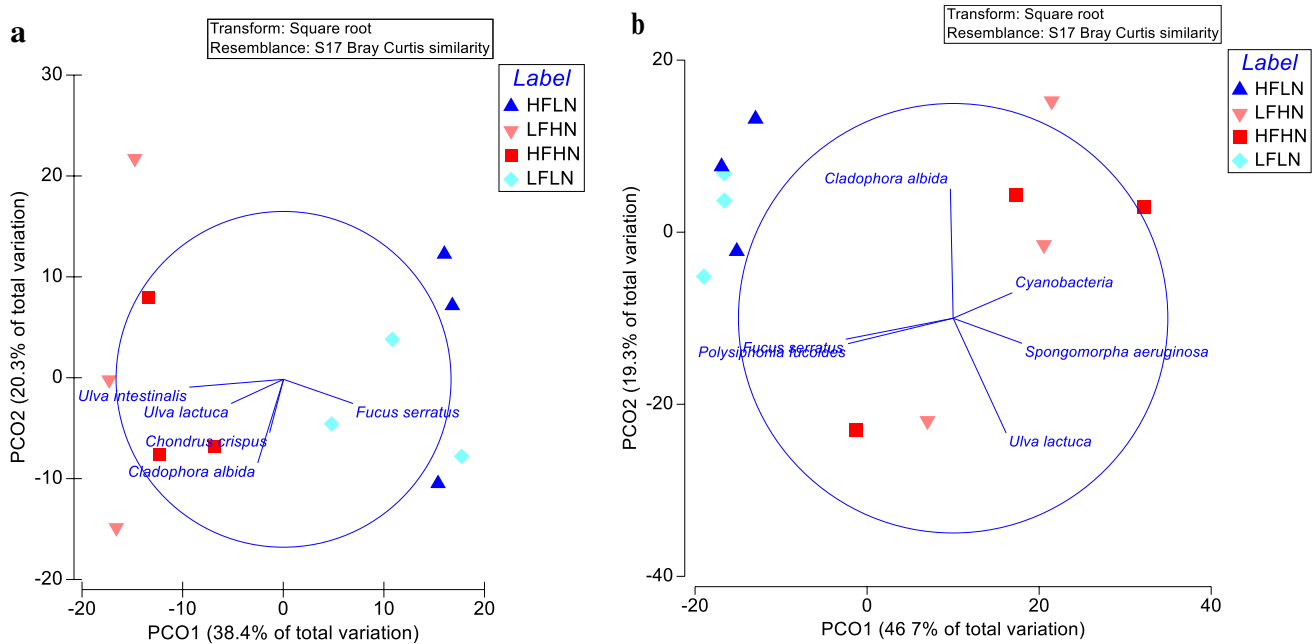 a
Transform: Square root
Resemblance: S17 Bray Curtis similarity
Label
HFLN
LFHN
HFHN
LFLN
30
20
10
0
-10
-20
PCO2 (20.3% of total variation)
Ulva intestinalis
Ulva lactuca
Fucus serratus
Chondrus crispus
Cladophora albida
-20
-10
0
10
20
PCO1 (38.4% of total variation)
b
Transform: Square root
Resemblance: S17 Bray Curtis similarity
Label
HFLN
LFHN
HFHN
LFLN
20
0
-20
-40
PCO2 (19.3% of total variation)
Cladophora albida
Cyanobacteria
Fucus serratus
Polysiphonia fucoides
Spongomorpha aeruginosa
Ulva lactuca
-20
0
20
40
PCO1 (46 7% of total variation)